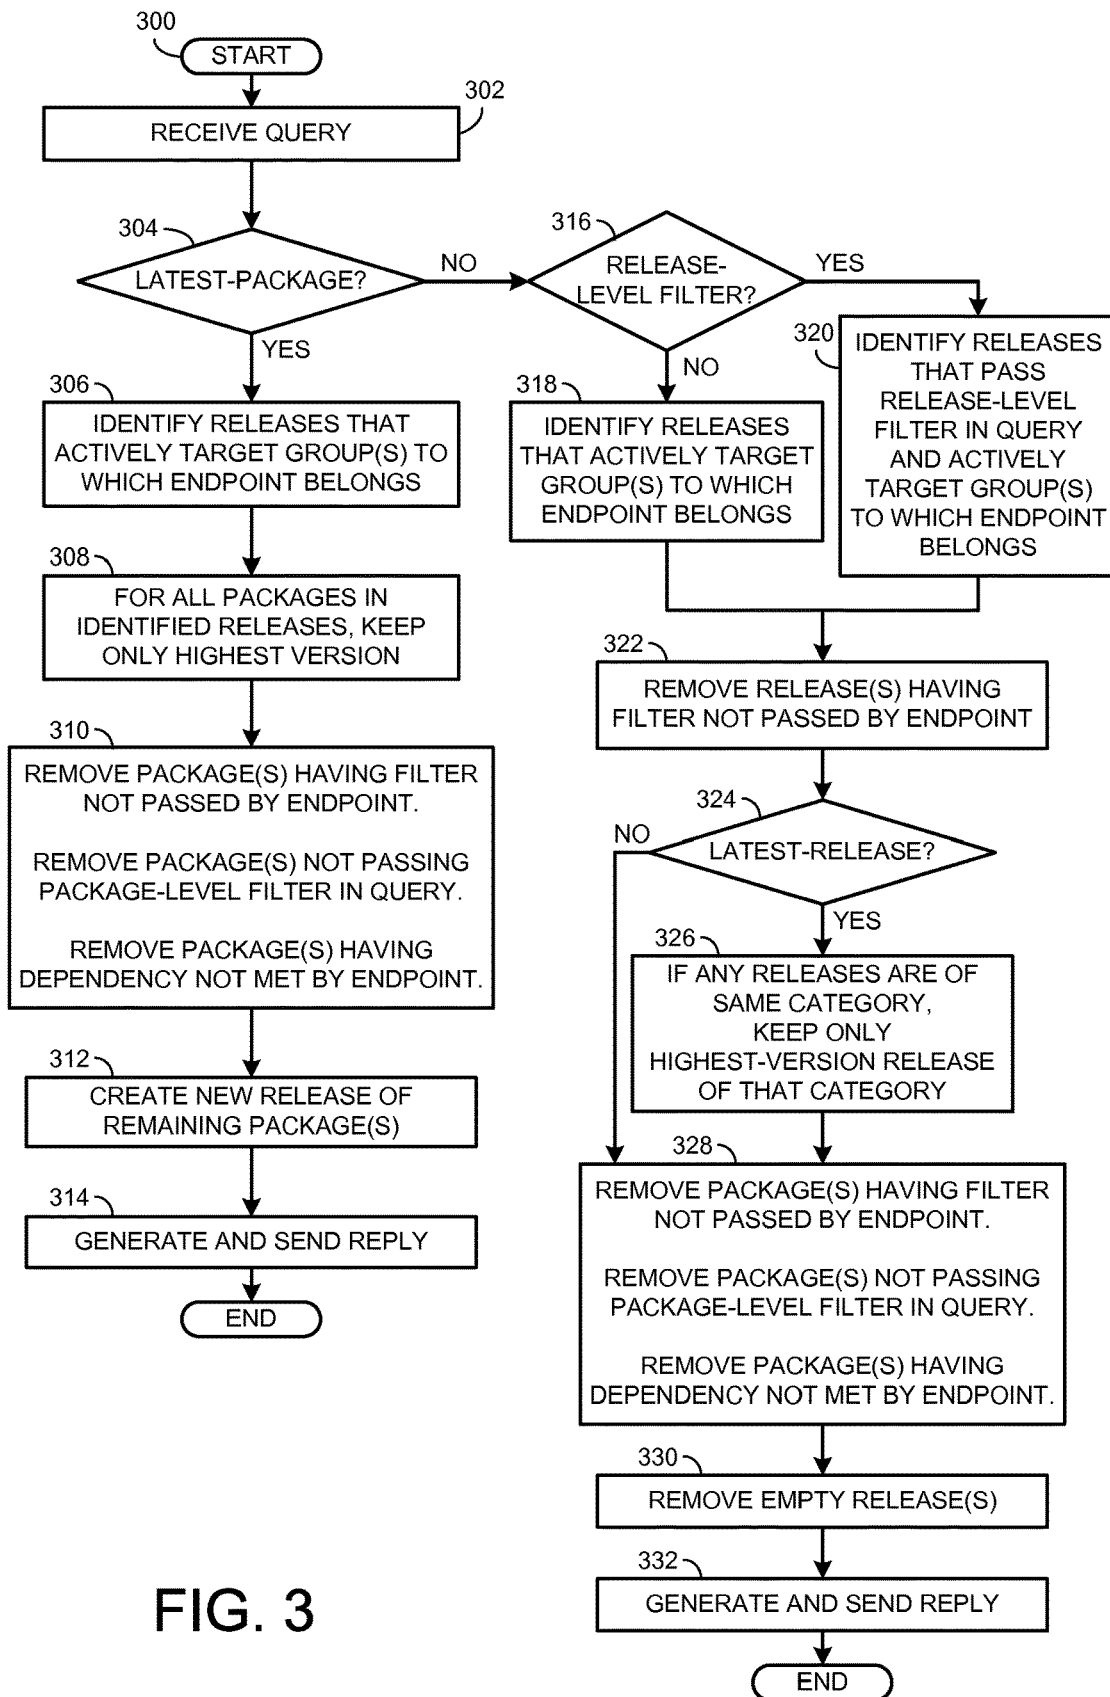 300
START
302
RECEIVE QUERY
304
LATEST-PACKAGE?
NO
YES
306
IDENTIFY RELEASES THAT
ACTIVELY TARGET GROUP(S) TO
WHICH ENDPOINT BELONGS
308
FOR ALL PACKAGES IN
IDENTIFIED RELEASES, KEEP
ONLY HIGHEST VERSION
310
REMOVE PACKAGE(S) HAVING FILTER
NOT PASSED BY ENDPOINT.
REMOVE PACKAGE(S) NOT PASSING
PACKAGE-LEVEL FILTER IN QUERY.
REMOVE PACKAGE(S) HAVING
DEPENDENCY NOT MET BY ENDPOINT.
312
CREATE NEW RELEASE OF
REMAINING PACKAGE(S)
314
GENERATE AND SEND REPLY
END
316
RELEASE-
LEVEL FILTER?
YES
NO
318
IDENTIFY RELEASES
THAT ACTIVELY TARGET
GROUP(S) TO WHICH
ENDPOINT BELONGS
320
IDENTIFY RELEASES
THAT PASS
RELEASE-LEVEL
FILTER IN QUERY
AND ACTIVELY
TARGET GROUP(S)
TO WHICH ENDPOINT
BELONGS
322
REMOVE RELEASE(S) HAVING
FILTER NOT PASSED BY ENDPOINT
324
LATEST-RELEASE?
NO
YES
326
IF ANY RELEASES ARE OF
SAME CATEGORY,
KEEP ONLY
HIGHEST-VERSION RELEASE
OF THAT CATEGORY
328
REMOVE PACKAGE(S) HAVING FILTER
NOT PASSED BY ENDPOINT.
REMOVE PACKAGE(S) NOT PASSING
PACKAGE-LEVEL FILTER IN QUERY.
REMOVE PACKAGE(S) HAVING
DEPENDENCY NOT MET BY ENDPOINT.
330
REMOVE EMPTY RELEASE(S)
332
GENERATE AND SEND REPLY
END
FIG. 3